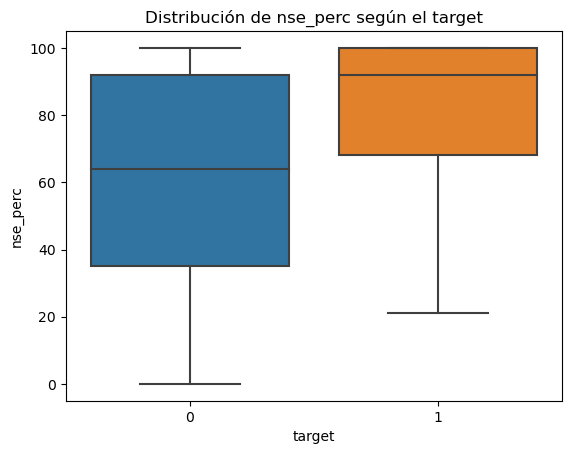 Distribución de nse_perc según el target
nse_perc
100
80
60
40
20
0
0 1
target